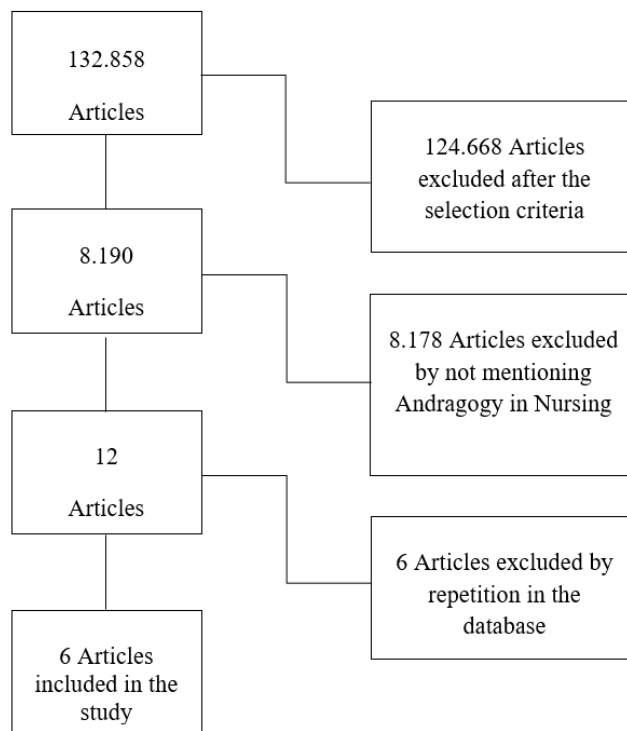 132.858
Articles
124.668 Articles
excluded after the
selection criteria
8.190
Articles
8.178 Articles excluded
by not mentioning
Andragogy in Nursing
12
Articles
6 Articles excluded by
repetition in the
database
6 Articles
included in the
study